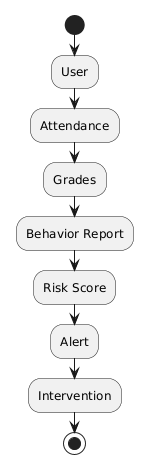 User
Attendance
Grades
Behavior Report
Risk Score
Alert
Intervention